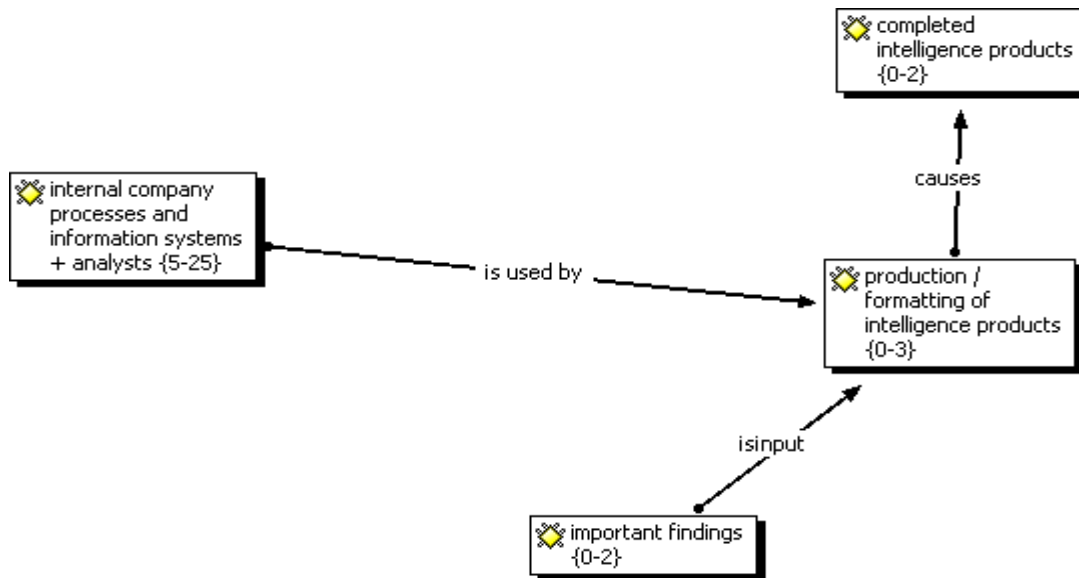 completed
intelligence products
{0-2}
causes
internal company
processes and
information systems
+ analysts {5-25}
is used by
production /
formatting of
intelligence products
{0-3}
isinput
important findings
{0-2}